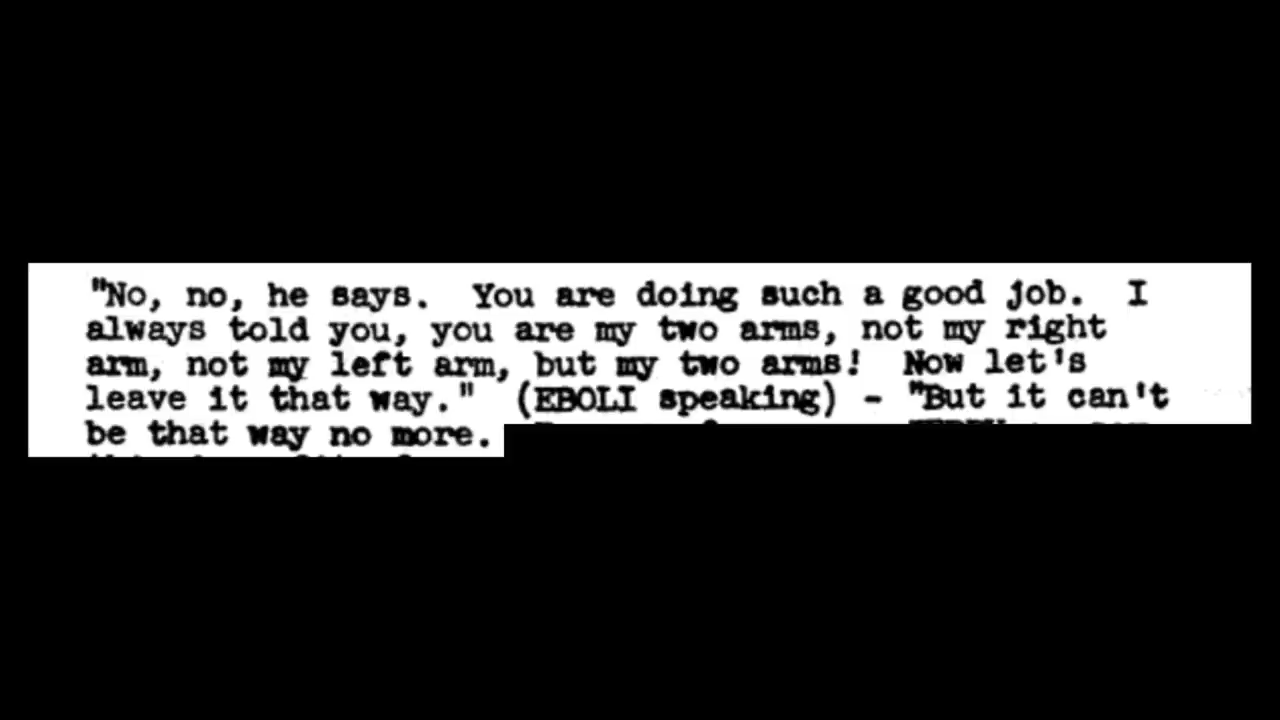 "No, no, he says.  You are doing such a good job.  I
always told you, you are my two arms, not my right
arm, not my left arm, but my two arms!  Now let's
leave it that way."  (EBOLI speaking) - "But it can't
be that way no more.